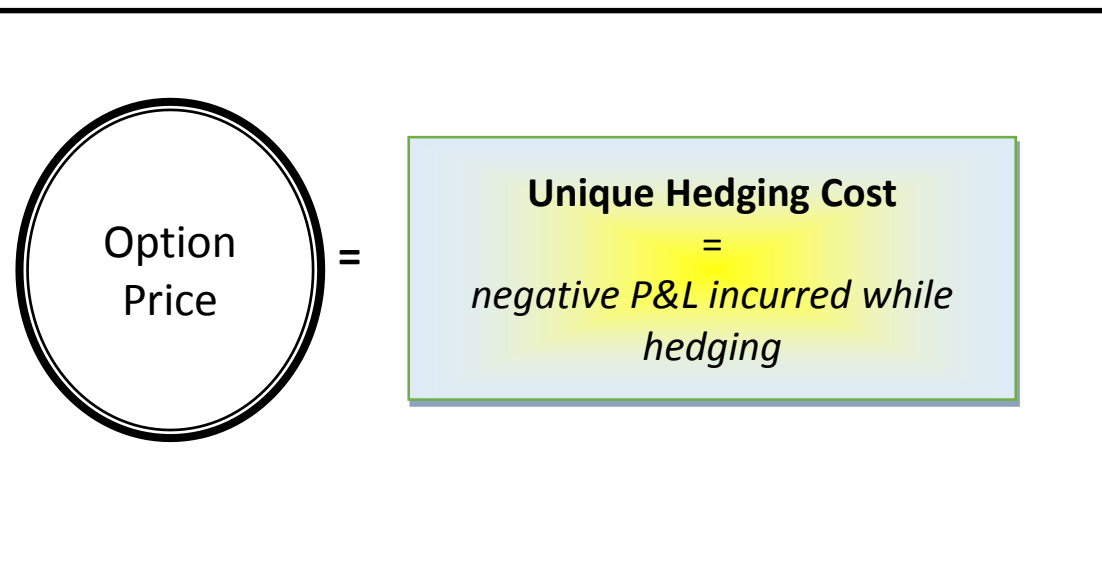 Option
Price
=
Unique Hedging Cost
=
negative P&L incurred while
hedging